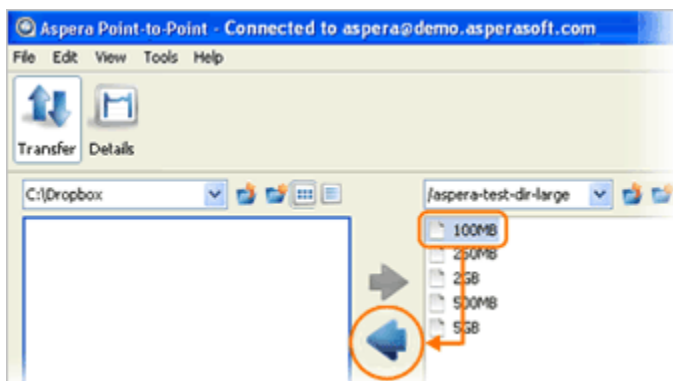 Aspera Point-to-Point - Connected to aspera@demo.asperasoft.com
File Edit View Tools Help
Transfer Details
C:\Dropbox
/aspera-test-dir-large
100MB
250MB
2GB
500MB
5GB